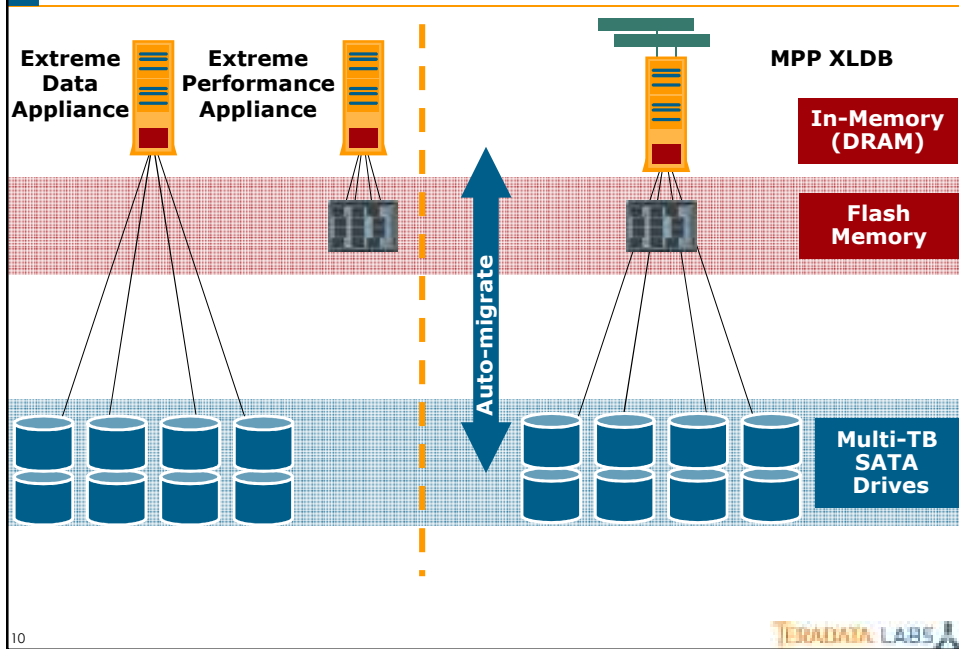 Extreme
Data
Appliance
Extreme
Performance
Appliance
MPP XLDB
In-Memory
(DRAM)
Flash
Memory
Auto-migrate
Multi-TB
SATA
Drives
10
TERADATA LABS